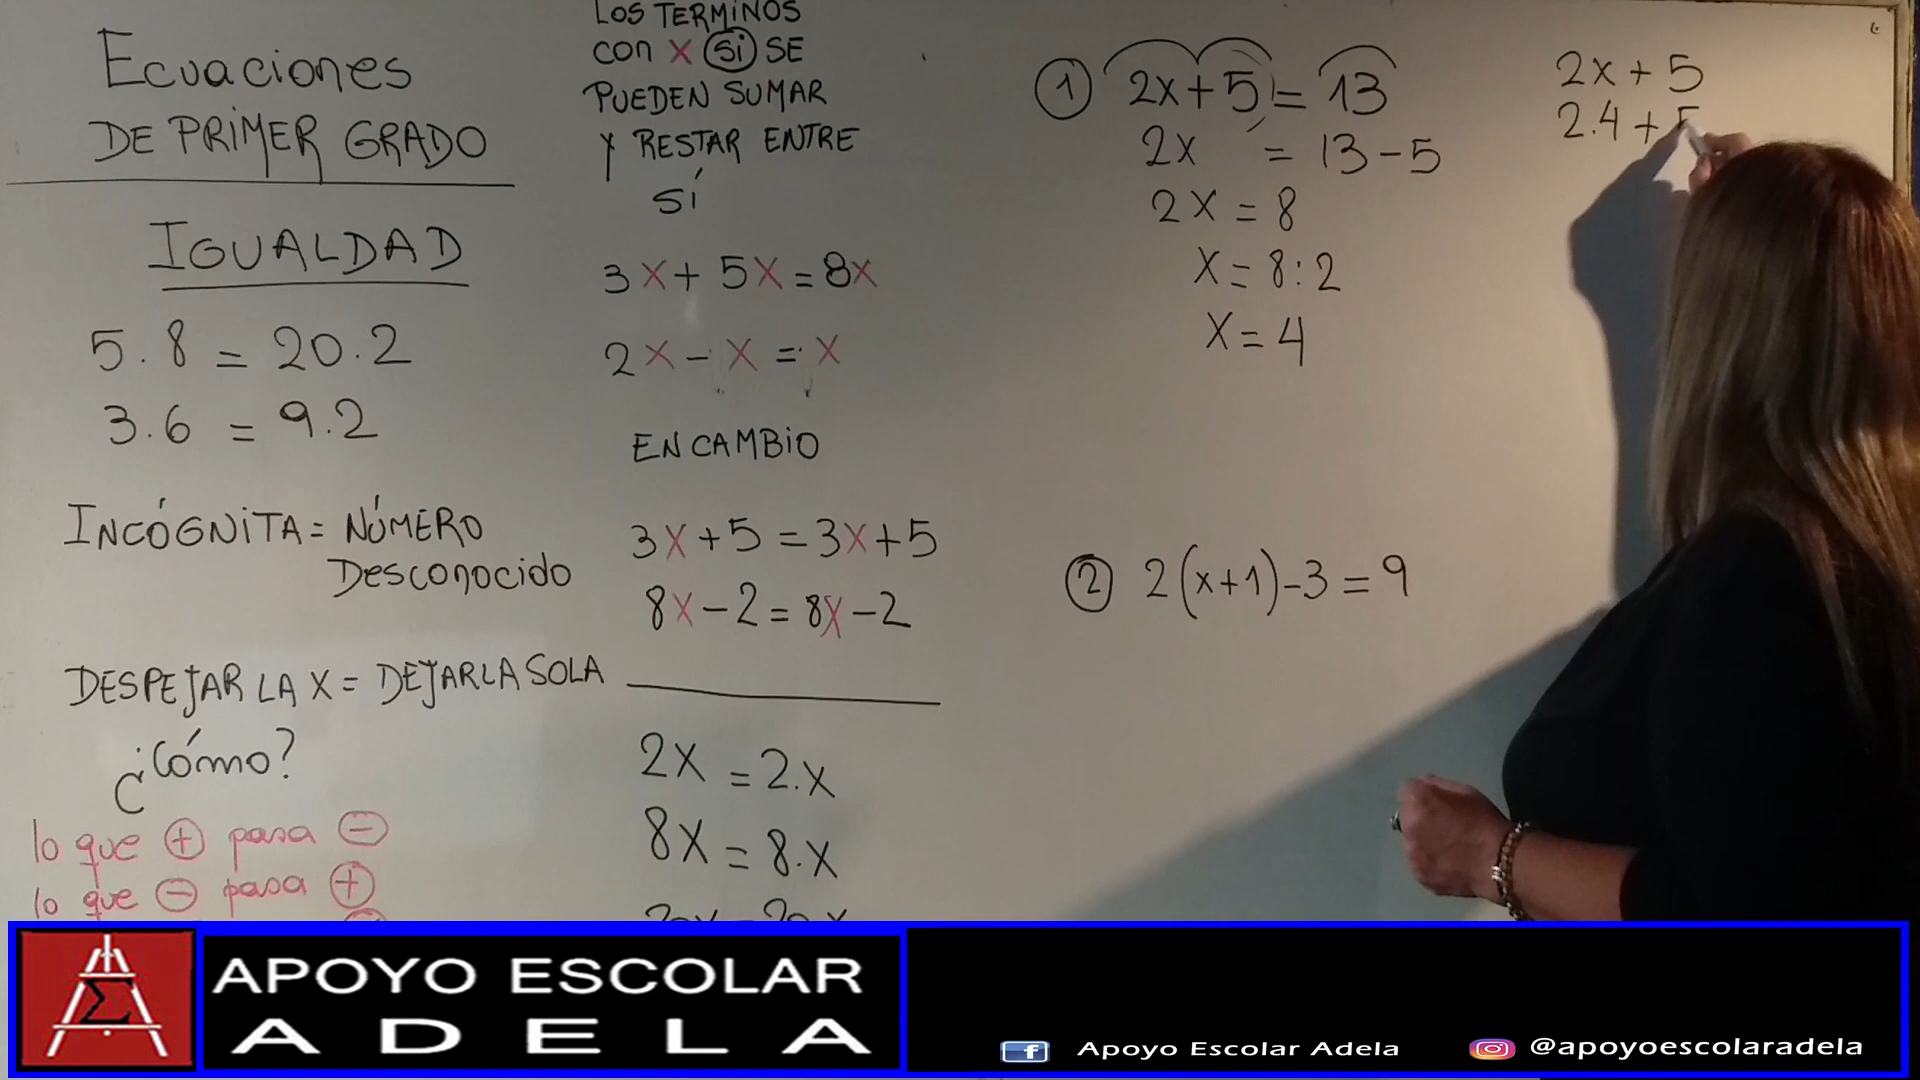 Ecuaciones
DE PRIMER GRADO
IGUALDAD
5.8 = 20.2
3.6 = 9.2
INCÓGNITA = NÚMERO
Desconocido
DESPEJAR LA X = DEJARLA SOLA
¿Cómo?
lo que + pasa -
lo que - pasa +
LOS TERMINOS
con x SI SE
PUEDEN SUMAR
Y RESTAR ENTRE
SÍ
3x + 5x = 8x
2x - x = x
EN CAMBIO
3x + 5 = 3x + 5
8x - 2 = 8x - 2
2x = 2.x
8x = 8.x
1 2x + 5 = 13
2x = 13 - 5
2x = 8
x = 8:2
x = 4
2 2(x+1)-3 = 9
2x + 5
2.4 + 5
APOYO ESCOLAR
ADELA
Apoyo Escolar Adela
@apoyoescolaradela